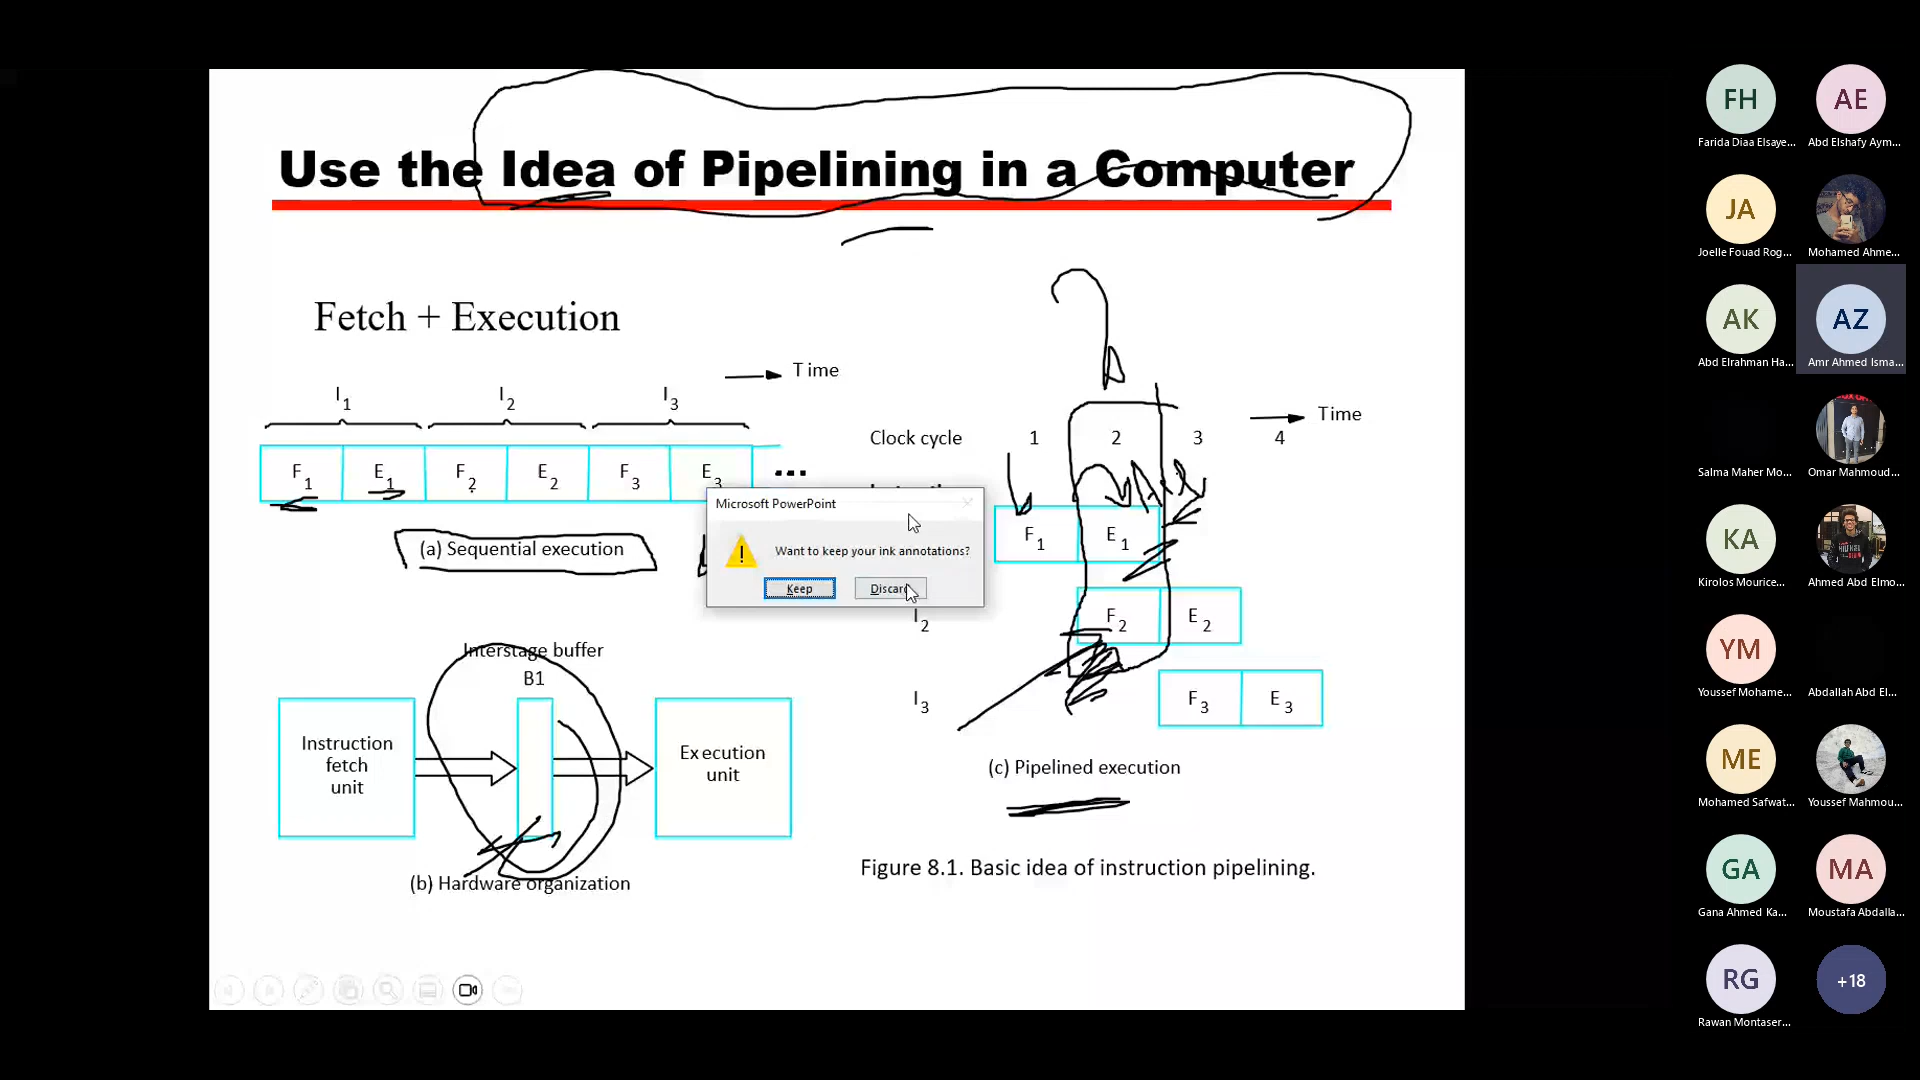 Use the Idea of Pipelining in a Computer
Fetch + Execution
Time
I1 I2 I3
F1 E1 F2 E2 F3 E3 ...
(a) Sequential execution
Interstage buffer
B1
Instruction
fetch
unit
Execution
unit
(b) Hardware organization
Time
Clock cycle 1 2 3 4
F1 E1
I2 F2 E2
I3 F3 E3
(c) Pipelined execution
Figure 8.1. Basic idea of instruction pipelining.
Microsoft PowerPoint
Want to keep your ink annotations?
Keep Discard
FH AE
Farida Diaa Elsaye... Abd Elshafy Aym...
JA
Joelle Fouad Rog... Mohamed Ahme...
AK AZ
Abd Elrahman Ha... Amr Ahmed Isma...
Salma Maher Mo... Omar Mahmoud...
KA
Kirolos Mourice... Ahmed Abd Elmo...
YM
Youssef Mohame... Abdallah Abd El...
ME
Mohamed Safwat... Youssef Mahmou...
GA MA
Gana Ahmed Ka... Moustafa Abdalla...
RG +18
Rawan Montaser...